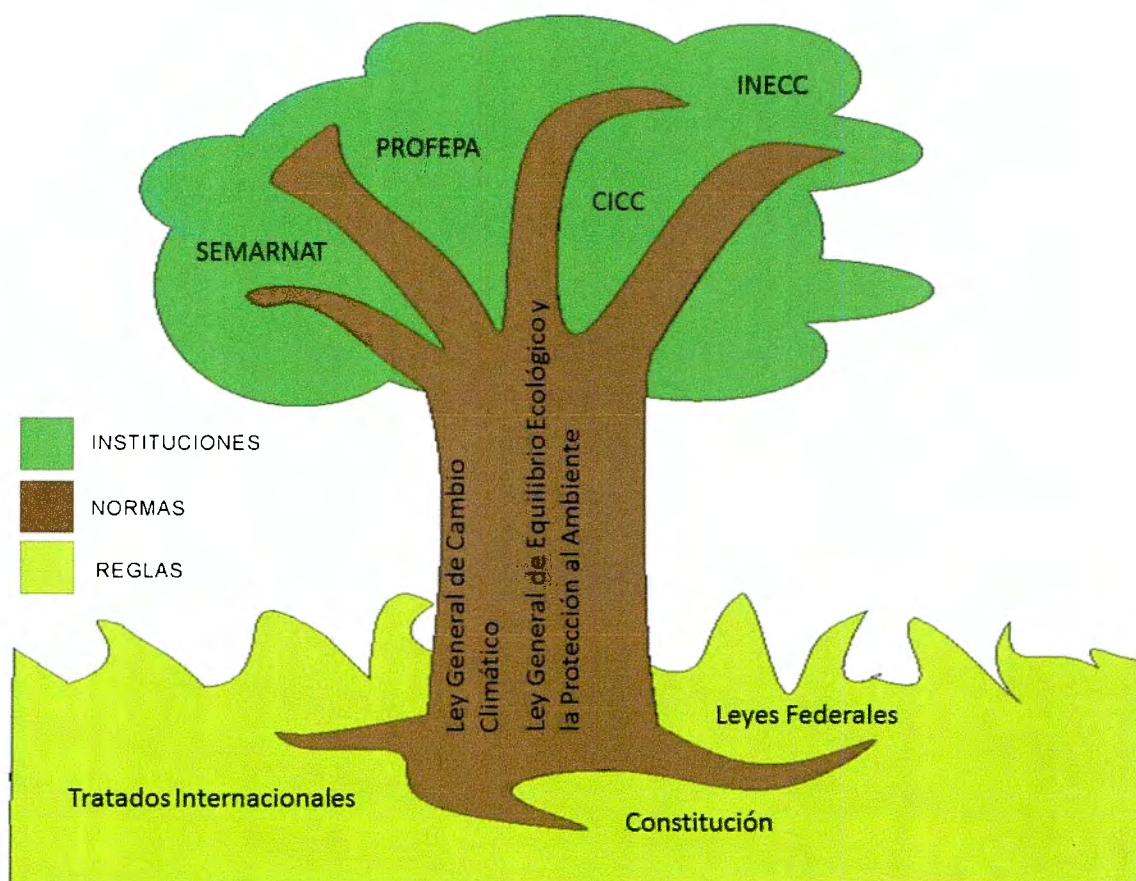 INECC
PROFEPA
CICC
SEMARNAT
Ley General de Cambio
Climático
Ley General de Equilibrio Ecológico y
la Protección al Ambiente
INSTITUCIONES
NORMAS
REGLAS
Leyes Federales
Tratados Internacionales
Constitución